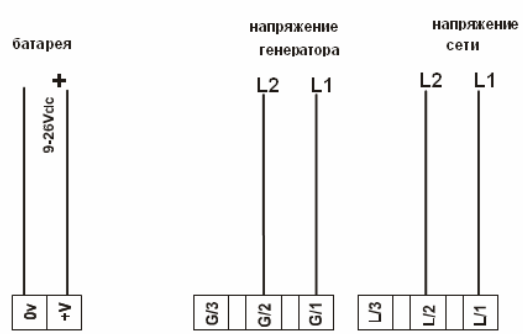 батарея
напряжение
генератора
напряжение
сети
+
L2 L1
L2 L1
9-26Vdc
0v +V
G/3 G/2 G/1
L/3 L/2 L/1